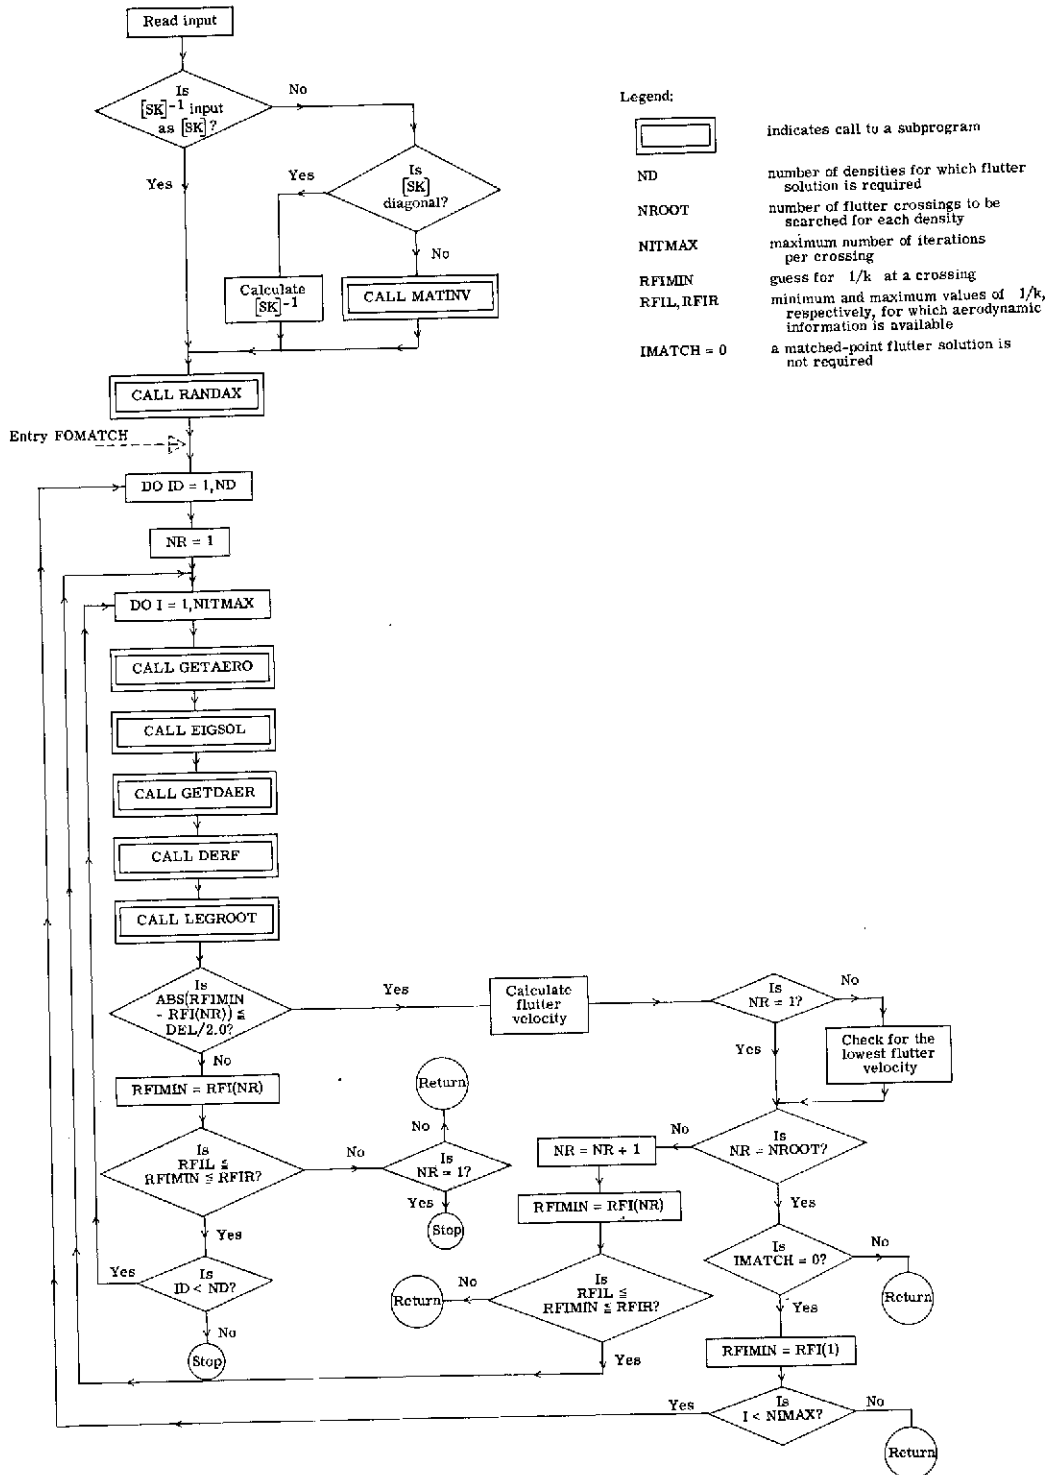 Read input
Is
[SK]⁻¹ input
as [SK]?
No
Yes
Is
[SK]
diagonal?
Yes
No
Calculate
[SK]⁻¹
CALL MATINV
CALL RANDAX
Entry FOMATCH
DO ID = 1,ND
NR = 1
DO I = 1,NITMAX
CALL GETAERO
CALL EIGSOL
CALL GETDAER
CALL DERF
CALL LEGROOT
Is
ABS(RFIMIN
- RFI(NR)) ≦
DEL/2.0?
Yes
No
Calculate
flutter
velocity
Is
NR = 1?
No
Yes
Check for the
lowest flutter
velocity
RFIMIN = RFI(NR)
Is
RFIL ≦
RFIMIN ≦ RFIR?
No
Yes
Is
NR = 1?
No
Return
Yes
Stop
Is
ID < ND?
Yes
No
Stop
Is
NR = NROOT?
No
Yes
NR = NR + 1
RFIMIN = RFI(NR)
Is
RFIL ≦
RFIMIN ≦ RFIR?
No
Return
Yes
Is
IMATCH = 0?
No
Return
Yes
RFIMIN = RFI(1)
Is
I < NIMAX?
Yes
No
Return
Legend:
indicates call to a subprogram
ND number of densities for which flutter
solution is required
NROOT number of flutter crossings to be
searched for each density
NITMAX maximum number of iterations
per crossing
RFIMIN guess for 1/k at a crossing
RFIL, RFIR minimum and maximum values of 1/k,
respectively, for which aerodynamic
information is available
IMATCH = 0 a matched-point flutter solution is
not required